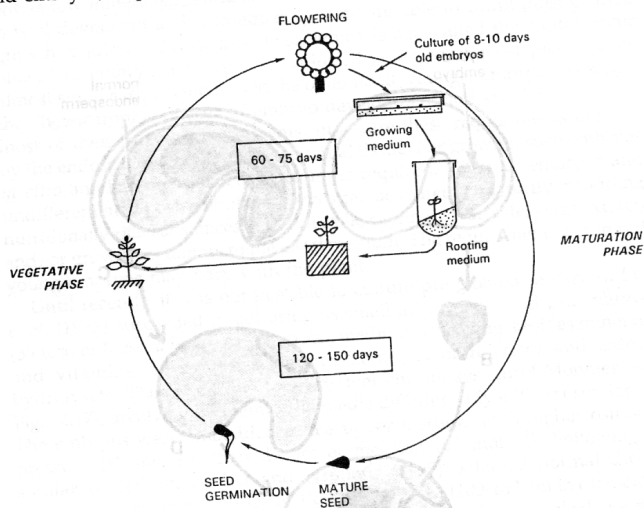 FLOWERING
Culture of 8-10 days
old embryos
Growing
medium
60 - 75 days
Rooting
medium
MATURATION
PHASE
VEGETATIVE
PHASE
120 - 150 days
SEED
GERMINATION
MATURE
SEED